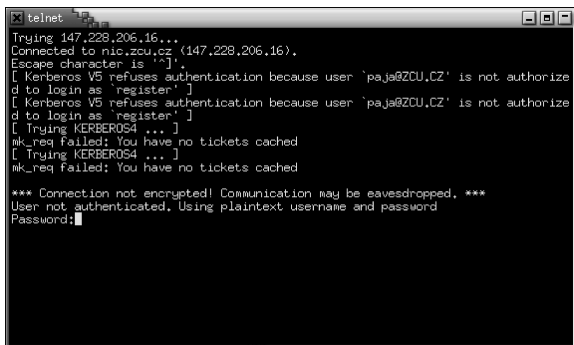 telnet
Trying 147.228.206.16...
Connected to nic.zcu.cz (147.228.206.16).
Escape character is '^]'.
[ Kerberos V5 refuses authentication because user `paja@ZCU.CZ' is not authorize
d to login as `register' ]
[ Kerberos V5 refuses authentication because user `paja@ZCU.CZ' is not authorize
d to login as `register' ]
[ Trying KERBEROS4 ... ]
mk_req failed: You have no tickets cached
[ Trying KERBEROS4 ... ]
mk_req failed: You have no tickets cached
*** Connection not encrypted! Communication may be eavesdropped. ***
User not authenticated. Using plaintext username and password
Password: